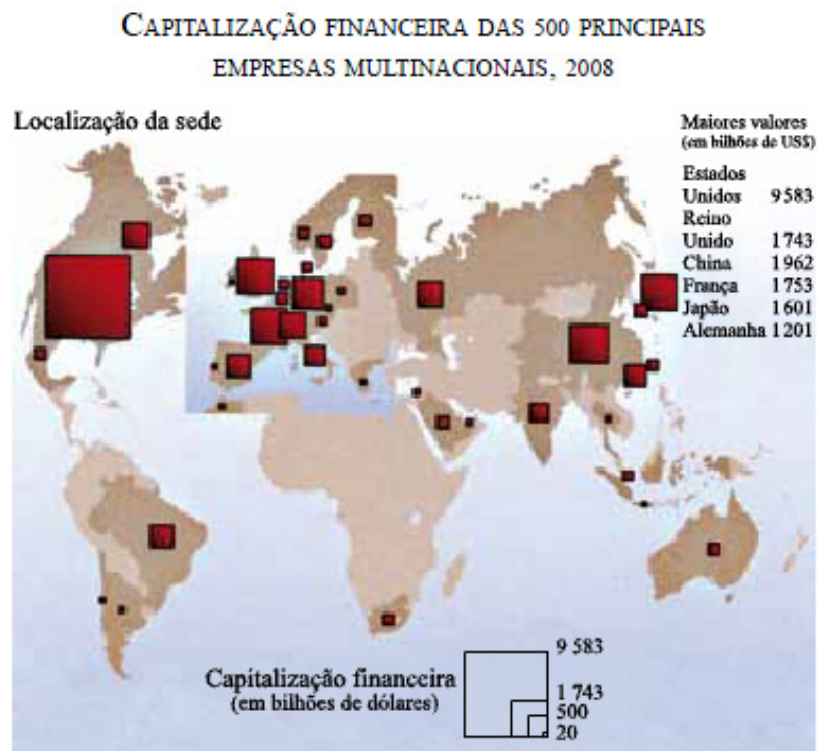 CAPITALIZAÇÃO FINANCEIRA DAS 500 PRINCIPAIS
EMPRESAS MULTINACIONAIS, 2008
Localização da sede
Maiores valores
(em bilhões de US$)
Estados
Unidos 9 583
Reino
Unido 1 743
China 1 962
França 1 753
Japão 1 601
Alemanha 1 201
Capitalização financeira
(em bilhões de dólares)
9 583
1 743
500
20